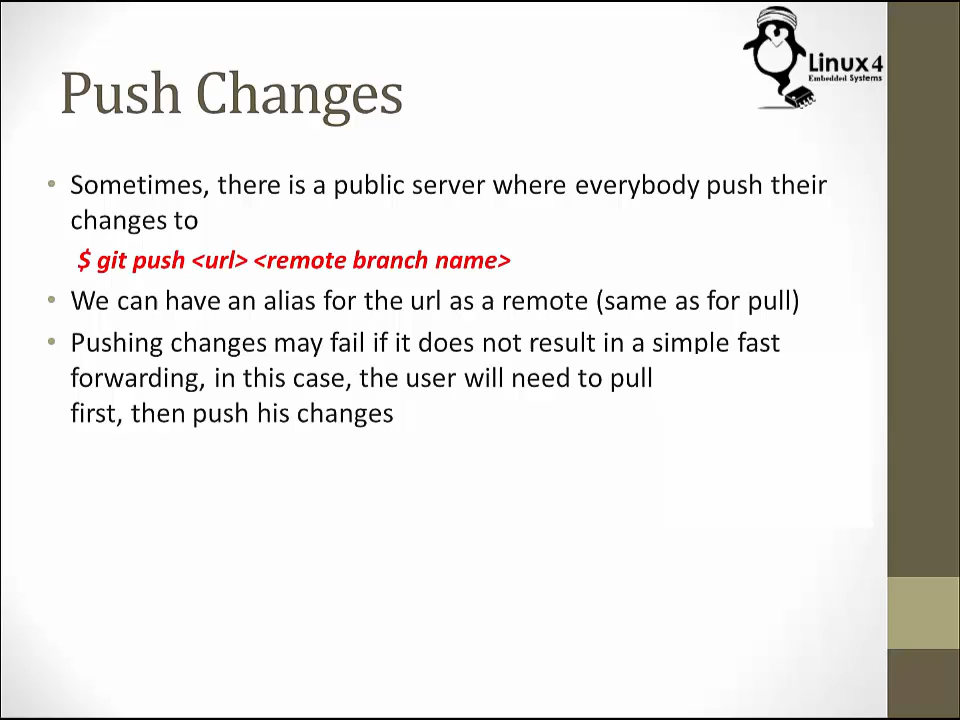 Linux4
Embedded Systems
Push Changes
• Sometimes, there is a public server where everybody push their
changes to
$ git push <url> <remote branch name>
• We can have an alias for the url as a remote (same as for pull)
• Pushing changes may fail if it does not result in a simple fast
forwarding, in this case, the user will need to pull
first, then push his changes